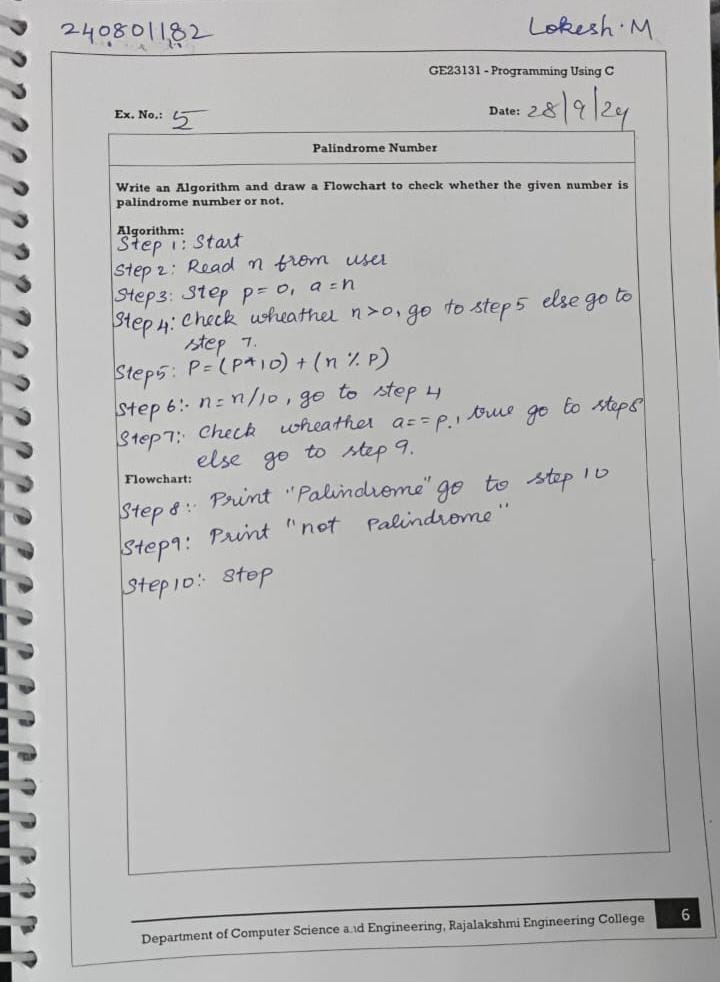 240801182
Lokesh.M
GE23131 - Programming Using C
Ex. No.: 5
Date: 28/9/24
Palindrome Number
Write an Algorithm and draw a Flowchart to check whether the given number is
palindrome number or not.
Algorithm:
Step 1: Start
Step 2: Read n from user
Step3: Step p=0, a=n
Step 4: Check wheather n>0, go to step 5 else go to
step 7.
Step5: P=(P*10)+(n % P)
Step 6:- n=n/10, go to step 4
Step7:- Check wheather a==p., true go to step8
else go to step 9.
Flowchart:
Step 8:- Print "Palindrome" go to step 10
Step9: Print "not Palindrome"
Step10:- Stop
Department of Computer Science and Engineering, Rajalakshmi Engineering College
6